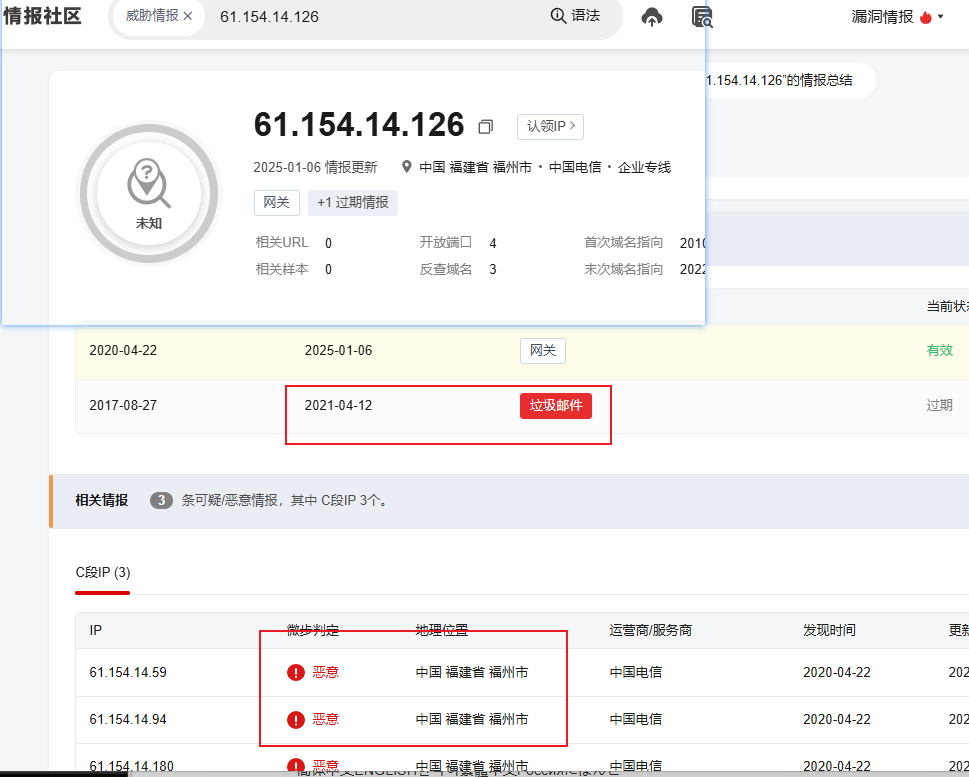 情报社区 威胁情报 × 61.154.14.126 语法 漏洞情报
1.154.14.126”的情报总结
61.154.14.126 认领IP
2025-01-06 情报更新 中国 福建省 福州市 · 中国电信 · 企业专线
未知
网关 +1 过期情报
相关URL 0 开放端口 4 首次域名指向 2010
相关样本 0 反查域名 3 末次域名指向 2022
当前状态
2020-04-22 2025-01-06 网关 有效
2017-08-27 2021-04-12 垃圾邮件 过期
相关情报 3 条可疑/恶意情报，其中 C段IP 3个。
C段IP (3)
IP 微步判定 地理位置 运营商/服务商 发现时间 更新
61.154.14.59 恶意 中国 福建省 福州市 中国电信 2020-04-22 202
61.154.14.94 恶意 中国 福建省 福州市 中国电信 2020-04-22 202
61.154.14.180 恶意 中国 福建省 福州市 中国电信 2020-04-22 202